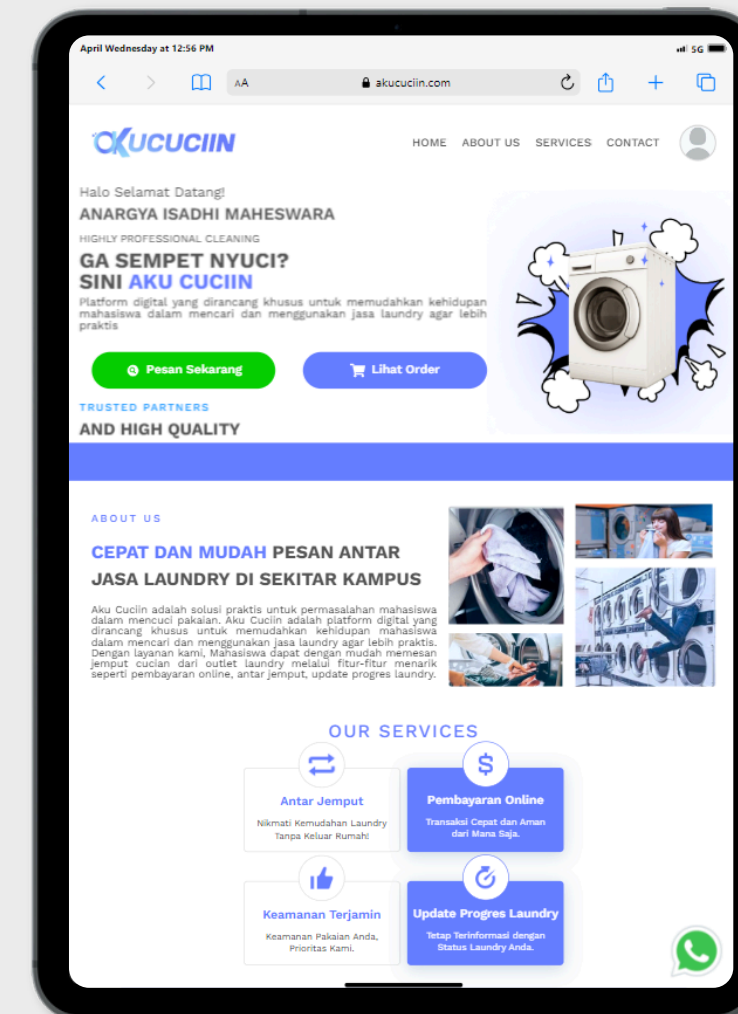 April Wednesday at 12:56 PM
5G
AA
akucuciin.com
AKUCUCIIN
HOME ABOUT US SERVICES CONTACT
Halo Selamat Datang!
ANARGYA ISADHI MAHESWARA
HIGHLY PROFESSIONAL CLEANING
GA SEMPET NYUCI?
SINI AKU CUCIIN
Platform digital yang dirancang khusus untuk memudahkan kehidupan
mahasiswa dalam mencari dan menggunakan jasa laundry agar lebih
praktis
Pesan Sekarang
Lihat Order
TRUSTED PARTNERS
AND HIGH QUALITY
ABOUT US
CEPAT DAN MUDAH PESAN ANTAR
JASA LAUNDRY DI SEKITAR KAMPUS
Aku Cuciin adalah solusi praktis untuk permasalahan mahasiswa
dalam mencuci pakaian. Aku Cuciin adalah platform digital yang
dirancang khusus untuk memudahkan kehidupan mahasiswa
dalam mencari dan menggunakan jasa laundry agar lebih praktis.
Dengan layanan kami, Mahasiswa dapat dengan mudah memesan
jemput cucian dari outlet laundry melalui fitur-fitur menarik
seperti pembayaran online, antar jemput, update progres laundry.
OUR SERVICES
Antar Jemput
Nikmati Kemudahan Laundry
Tanpa Keluar Rumah!
$
Pembayaran Online
Transaksi Cepat dan Aman
dari Mana Saja.
Keamanan Terjamin
Keamanan Pakaian Anda,
Prioritas Kami.
Update Progres Laundry
Tetap Terinformasi dengan
Status Laundry Anda.